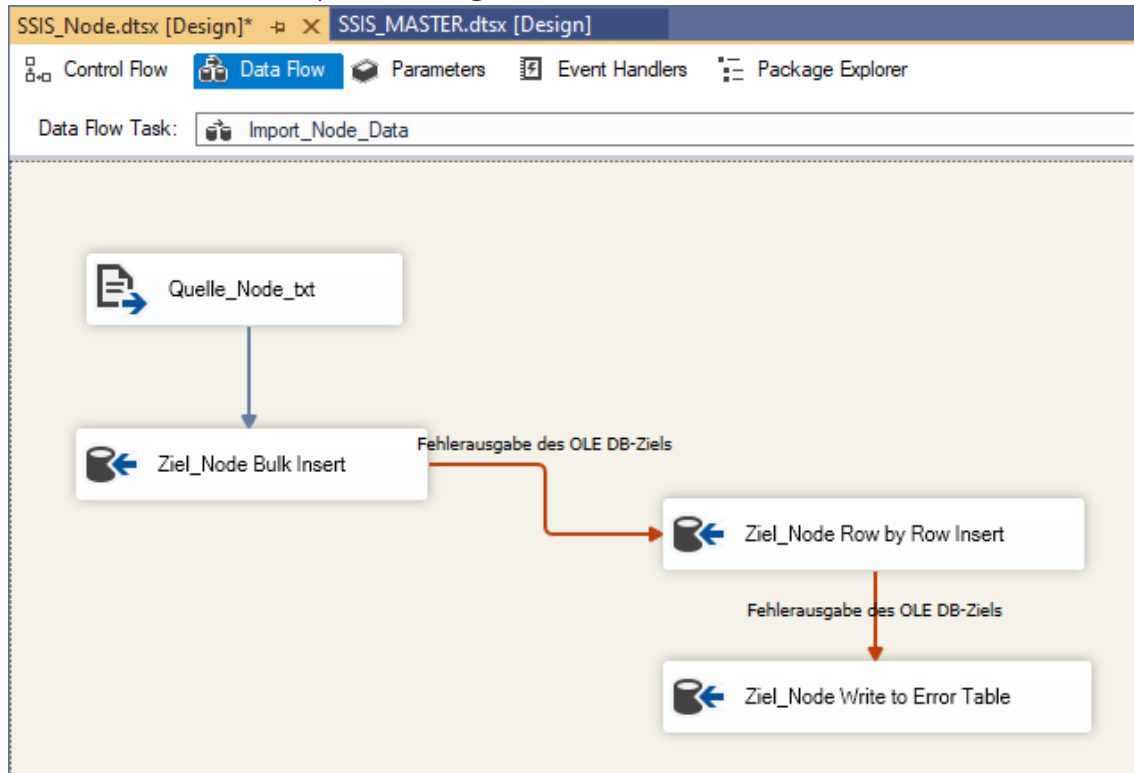 SSIS_Node.dtsx [Design]* SSIS_MASTER.dtsx [Design]
Control Flow Data Flow Parameters Event Handlers Package Explorer
Data Flow Task: Import_Node_Data
Quelle_Node_txt
Ziel_Node Bulk Insert
Fehlerausgabe des OLE DB-Ziels
Ziel_Node Row by Row Insert
Fehlerausgabe des OLE DB-Ziels
Ziel_Node Write to Error Table